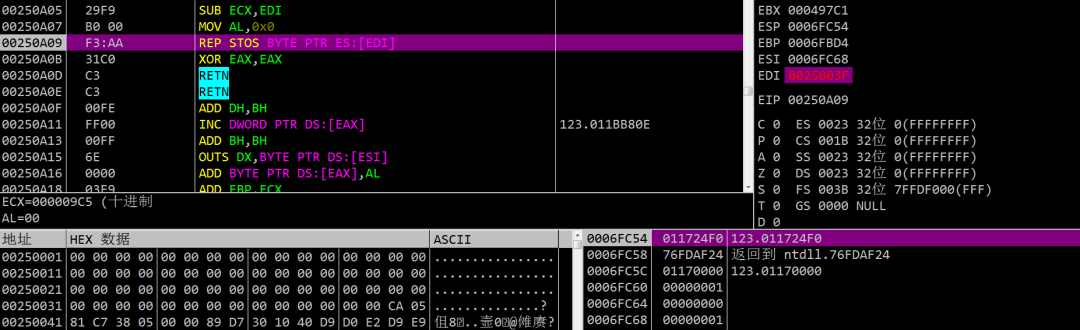 00250A05 29F9 SUB ECX,EDI
00250A07 B0 00 MOV AL,0x0
00250A09 F3:AA REP STOS BYTE PTR ES:[EDI]
00250A0B 31C0 XOR EAX,EAX
00250A0D C3 RETN
00250A0E C3 RETN
00250A0F 00FE ADD DH,BH
00250A11 FF00 INC DWORD PTR DS:[EAX] 123.011BB80E
00250A13 00FF ADD BH,BH
00250A15 6E OUTS DX,BYTE PTR DS:[ESI]
00250A16 0000 ADD BYTE PTR DS:[EAX],AL
00250A18 03E9 ADD EBP,ECX
ECX=000009C5 (十进制
AL=00
EBX 000497C1
ESP 0006FC54
EBP 0006FBD4
ESI 0006FC68
EDI 0025003F
EIP 00250A09
C 0 ES 0023 32位 0(FFFFFFFF)
P 0 CS 001B 32位 0(FFFFFFFF)
A 0 SS 0023 32位 0(FFFFFFFF)
Z 0 DS 0023 32位 0(FFFFFFFF)
S 0 FS 003B 32位 7FFDF000(FFF)
T 0 GS 0000 NULL
D 0
地址 HEX 数据 ASCII
00250001 00 00 00 00 00 00 00 00 00 00 00 00 00 00 00 00 ................
00250011 00 00 00 00 00 00 00 00 00 00 00 00 00 00 00 00 ................
00250021 00 00 00 00 00 00 00 00 00 00 00 00 00 00 00 00 ................
00250031 00 00 00 00 00 00 00 00 00 00 00 00 00 00 CA 05 ..............?
00250041 81 C7 38 05 00 00 89 D7 30 10 40 D9 D0 E2 D9 E9
0006FC54 011724F0 123.011724F0
0006FC58 76FDAF24 返回到 ntdll.76FDAF24
0006FC5C 01170000 123.01170000
0006FC60 00000001
0006FC64 00000000
0006FC68 00000001